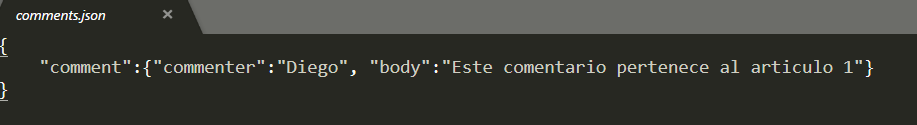 comments.json ×
{
"comment":{"commenter":"Diego", "body":"Este comentario pertenece al articulo 1"}
}